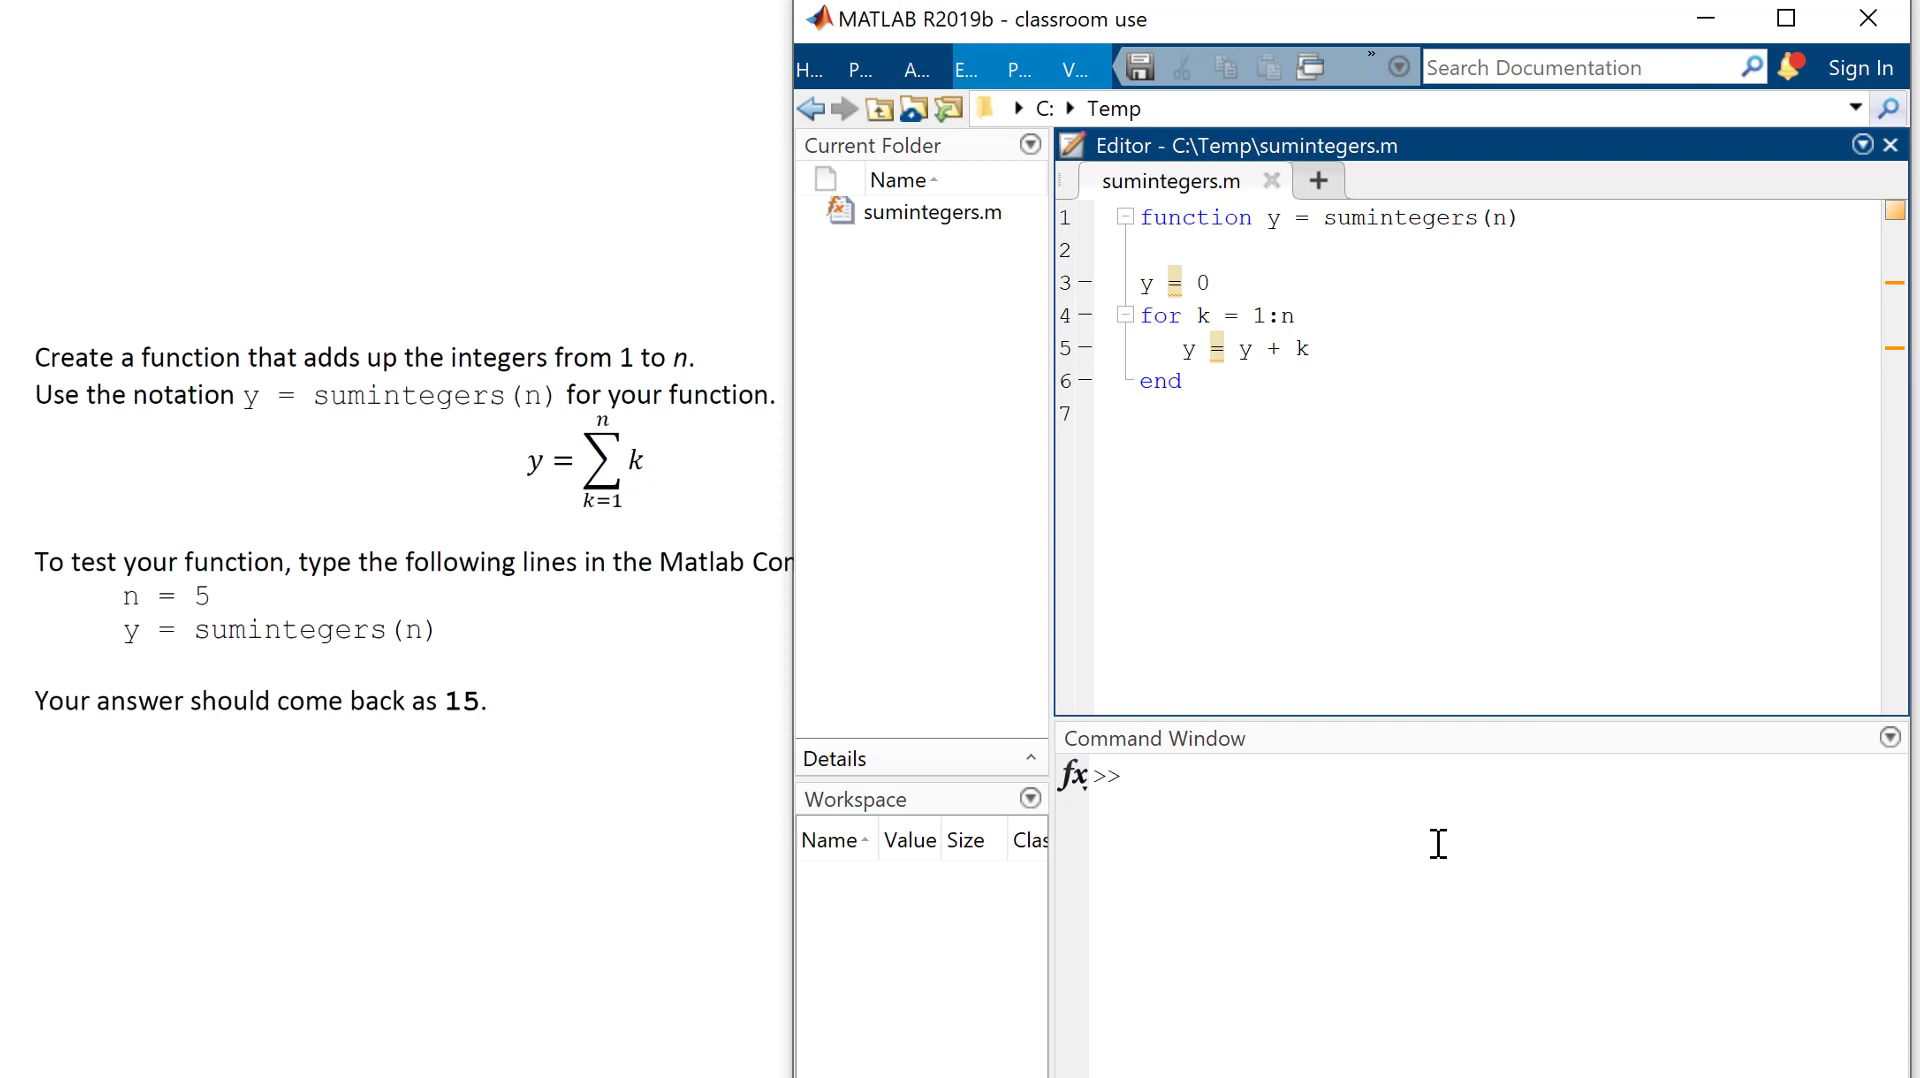 MATLAB R2019b - classroom use
H... P... A... E... P... V... » Search Documentation Sign In
C: Temp
Current Folder
Name
sumintegers.m
Editor - C:\Temp\sumintegers.m
sumintegers.m +
1 function y = sumintegers(n)
2
3 y = 0
4 for k = 1:n
5 y = y + k
6 end
7
Create a function that adds up the integers from 1 to n.
Use the notation y = sumintegers(n) for your function.
n
y = ∑ k
k=1
To test your function, type the following lines in the Matlab Cor
n = 5
y = sumintegers(n)
Your answer should come back as 15.
Details
Workspace
Name Value Size Clas
Command Window
fx >>